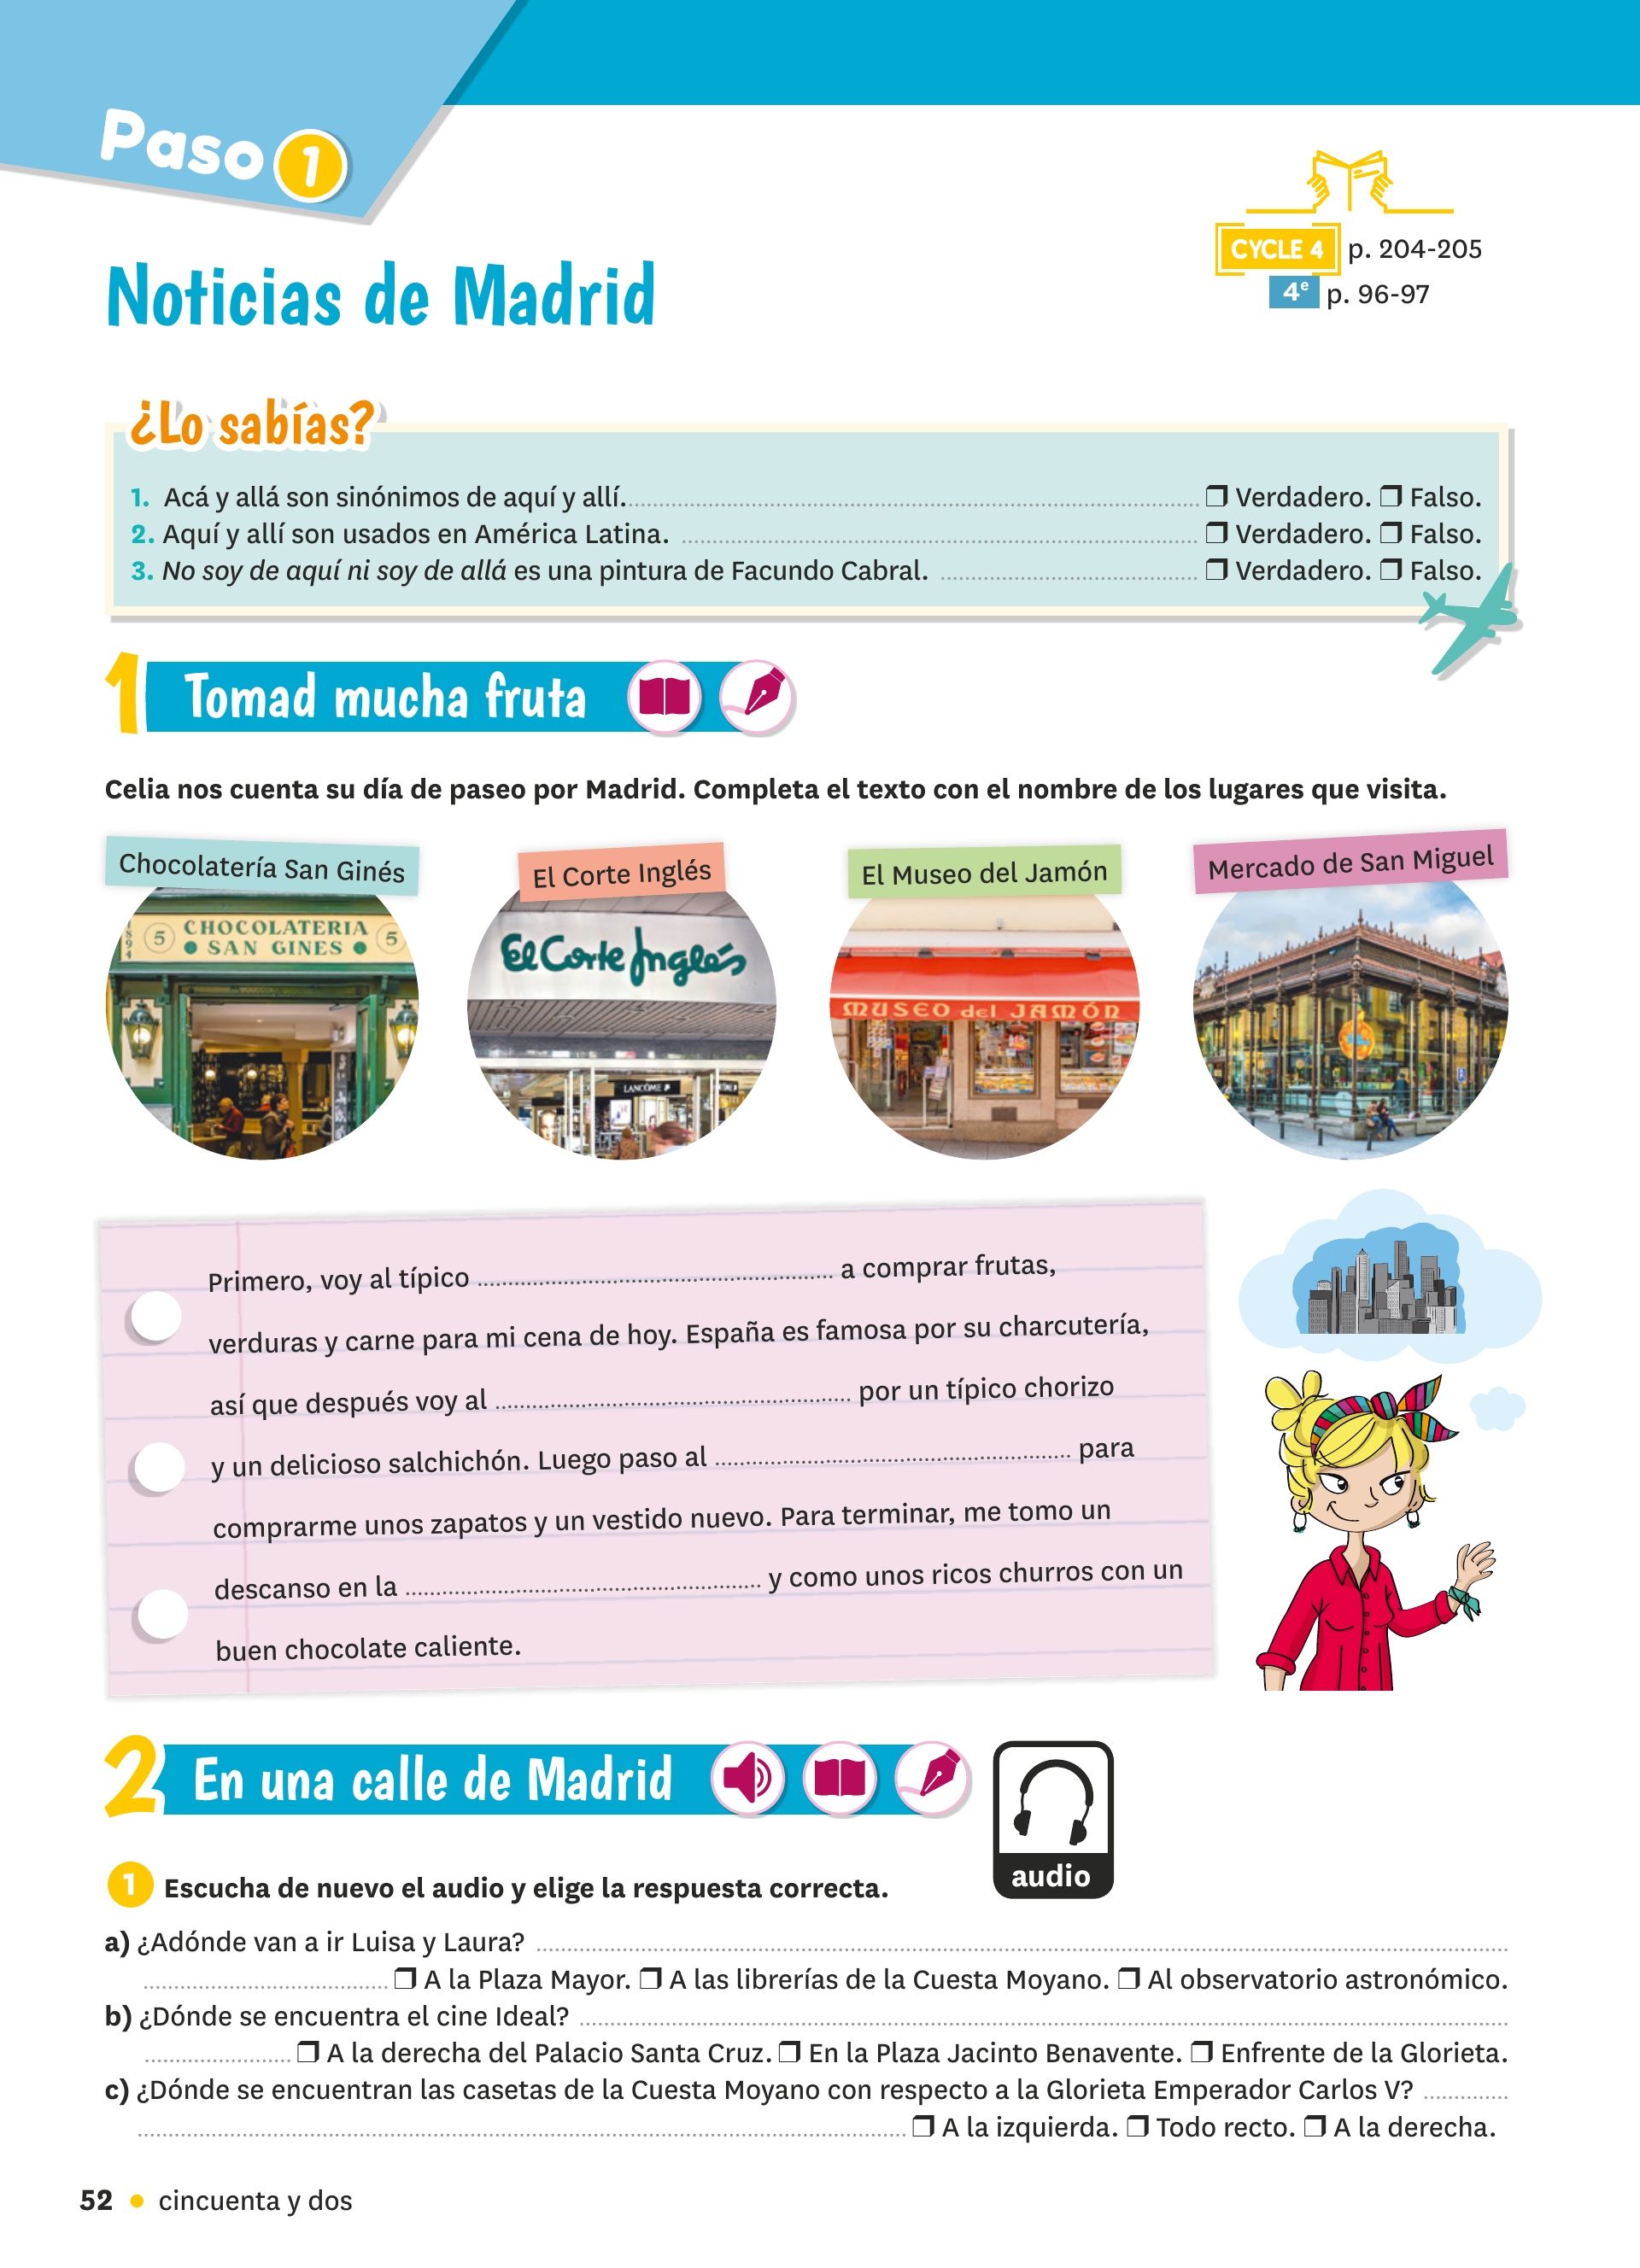 Paso 1
CYCLE 4 p. 204-205
4e p. 96-97
Noticias de Madrid
¿Lo sabías?
1. Acá y allá son sinónimos de aquí y allí. ❒ Verdadero. ❒ Falso.
2. Aquí y allí son usados en América Latina. ❒ Verdadero. ❒ Falso.
3. No soy de aquí ni soy de allá es una pintura de Facundo Cabral. ❒ Verdadero. ❒ Falso.
1 Tomad mucha fruta
Celia nos cuenta su día de paseo por Madrid. Completa el texto con el nombre de los lugares que visita.
Chocolatería San Ginés
El Corte Inglés
El Museo del Jamón
Mercado de San Miguel
1894
5 CHOCOLATERIA 5
SAN GINES
El Corte Inglés
LANCÔME
MUSEO del JAMÓN
Primero, voy al típico ........ a comprar frutas,
verduras y carne para mi cena de hoy. España es famosa por su charcutería,
así que después voy al ........ por un típico chorizo
y un delicioso salchichón. Luego paso al ........ para
comprarme unos zapatos y un vestido nuevo. Para terminar, me tomo un
descanso en la ........ y como unos ricos churros con un
buen chocolate caliente.
2 En una calle de Madrid
audio
1 Escucha de nuevo el audio y elige la respuesta correcta.
a) ¿Adónde van a ir Luisa y Laura? ........
........ ❒ A la Plaza Mayor. ❒ A las librerías de la Cuesta Moyano. ❒ Al observatorio astronómico.
b) ¿Dónde se encuentra el cine Ideal? ........
........ ❒ A la derecha del Palacio Santa Cruz. ❒ En la Plaza Jacinto Benavente. ❒ Enfrente de la Glorieta.
c) ¿Dónde se encuentran las casetas de la Cuesta Moyano con respecto a la Glorieta Emperador Carlos V? ........
........ ❒ A la izquierda. ❒ Todo recto. ❒ A la derecha.
52 • cincuenta y dos